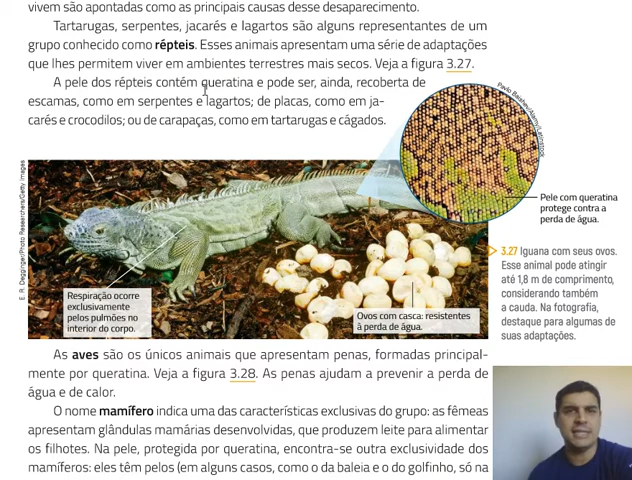 vivem são apontadas como as principais causas desse desaparecimento.
Tartarugas, serpentes, jacarés e lagartos são alguns representantes de um
grupo conhecido como répteis. Esses animais apresentam uma série de adaptações
que lhes permitem viver em ambientes terrestres mais secos. Veja a figura 3.27.
A pele dos répteis contém queratina e pode ser, ainda, recoberta de
escamas, como em serpentes e lagartos; de placas, como em ja-
carés e crocodilos; ou de carapaças, como em tartarugas e cágados.
E. R. Degginger/Photo Researchers/Getty Images
Pele com queratina
protege contra a
perda de água.
3.27 Iguana com seus ovos.
Esse animal pode atingir
até 1,8 m de comprimento,
considerando também
a cauda. Na fotografia,
destaque para algumas de
suas adaptações.
Respiração ocorre
exclusivamente
pelos pulmões no
interior do corpo.
Ovos com casca: resistentes
à perda de água.
As aves são os únicos animais que apresentam penas, formadas principal-
mente por queratina. Veja a figura 3.28. As penas ajudam a prevenir a perda de
água e de calor.
O nome mamífero indica uma das características exclusivas do grupo: as fêmeas
apresentam glândulas mamárias desenvolvidas, que produzem leite para alimentar
os filhotes. Na pele, protegida por queratina, encontra-se outra exclusividade dos
mamíferos: eles têm pelos (em alguns casos, como o da baleia e o do golfinho, só na